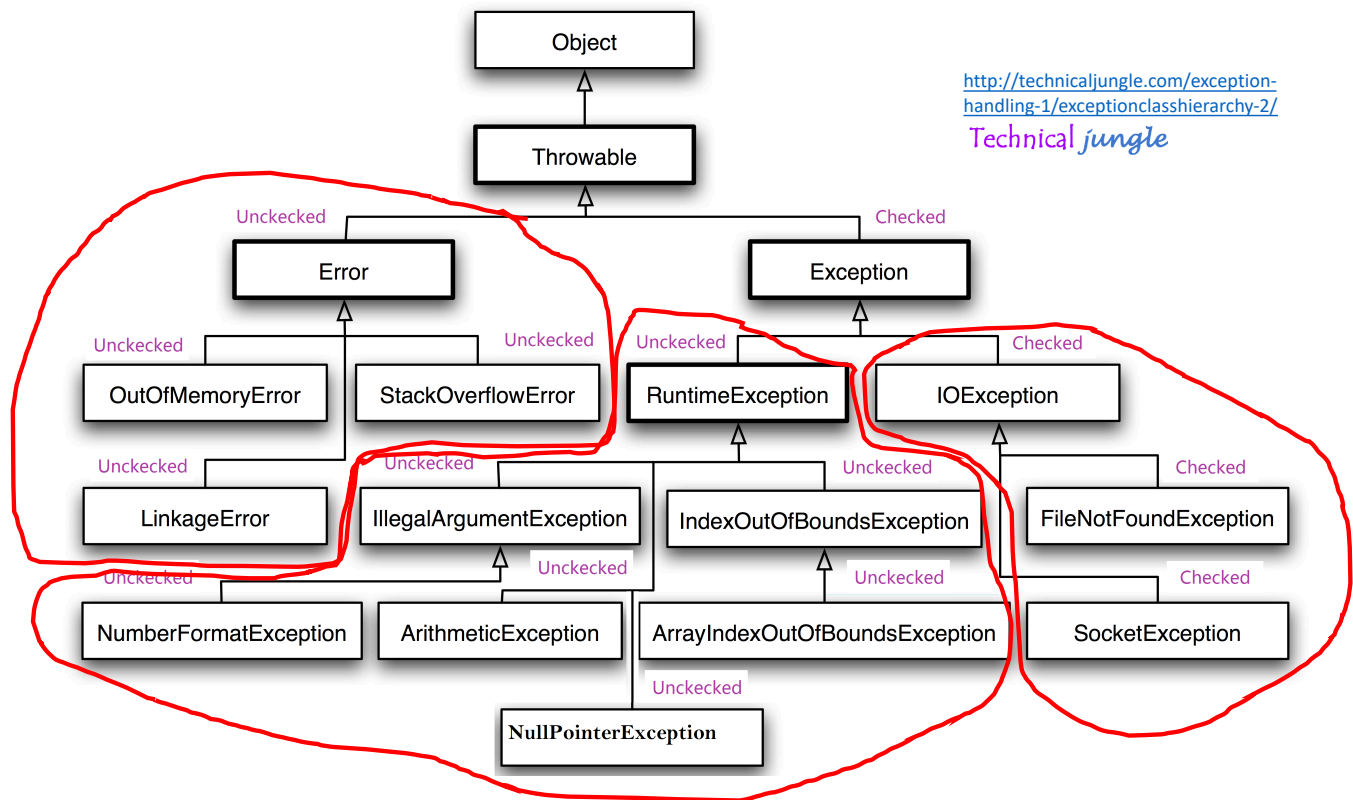 Object
http://technicaljungle.com/exception-
handling-1/exceptionclasshierarchy-2/
Technical jungle
Throwable
Unckecked
Checked
Error
Exception
Unckecked
Unckecked
Unckecked
Checked
OutOfMemoryError
StackOverflowError
RuntimeException
IOException
Unckecked
Unckecked
Unckecked
Checked
LinkageError
IllegalArgumentException
IndexOutOfBoundsException
FileNotFoundException
Unckecked
Unckecked
Unckecked
Checked
NumberFormatException
ArithmeticException
ArrayIndexOutOfBoundsException
SocketException
Unckecked
NullPointerException